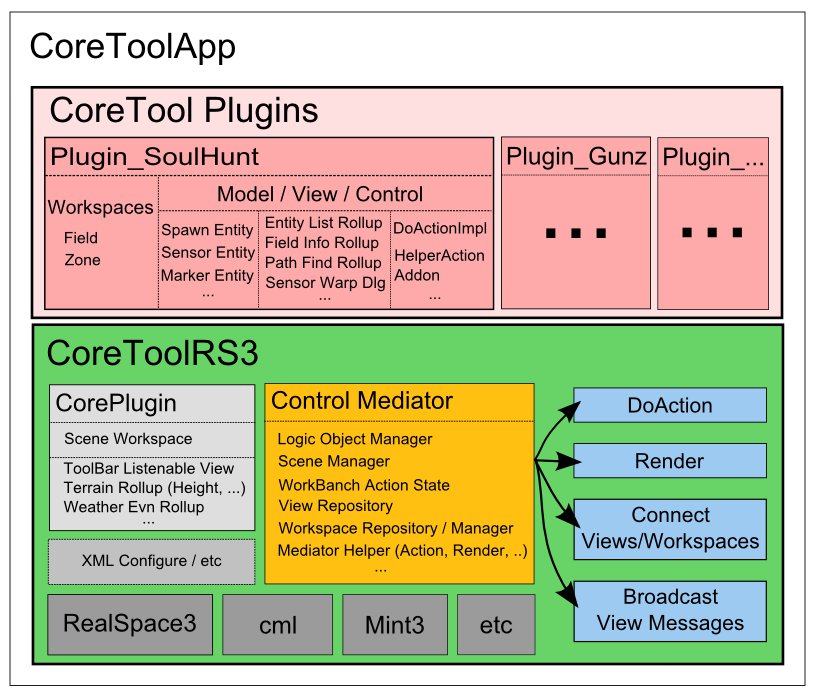 CoreToolApp
CoreTool Plugins
Plugin_SoulHunt
Workspaces
Field
Zone
Model / View / Control
Spawn Entity
Sensor Entity
Marker Entity
...
Entity List Rollup
Field Info Rollup
Path Find Rollup
Sensor Warp Dlg
...
DoActionImpl
HelperAction
Addon
...
Plugin_Gunz
...
Plugin_...
...
CoreToolRS3
CorePlugin
Scene Workspace
ToolBar Listenable View
Terrain Rollup (Height, ...)
Weather Evn Rollup
...
XML Configure / etc
Control Mediator
Logic Object Manager
Scene Manager
WorkBanch Action State
View Repository
Workspace Repository / Manager
Mediator Helper (Action, Render, ..)
...
DoAction
Render
Connect
Views/Workspaces
Broadcast
View Messages
RealSpace3
cml
Mint3
etc